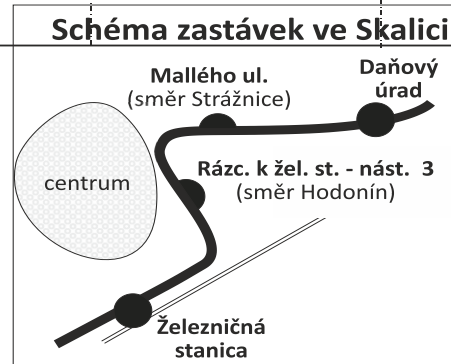 Schéma zastávek ve Skalici
Daňový
úrad
Mallého ul.
(směr Strážnice)
Rázc. k žel. st. - nást. 3
(směr Hodonín)
centrum
Železničná
stanica